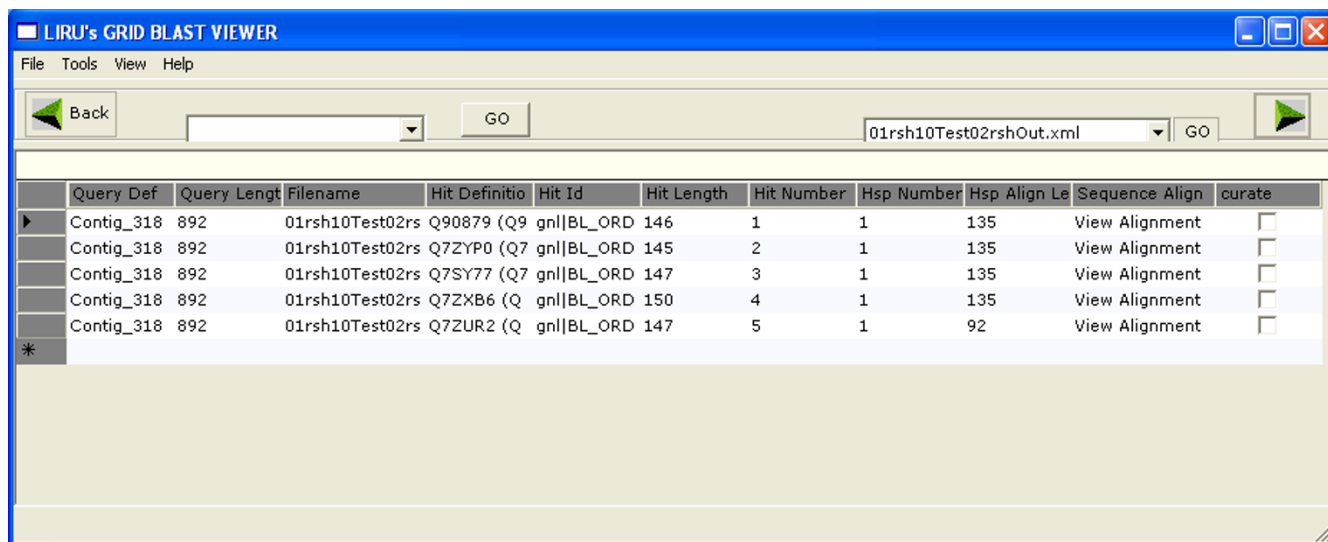 LIRU's GRID BLAST VIEWER
File Tools View Help
Back GO 01rsh10Test02rshOut.xml GO
Query Def Query Lengt Filename Hit Definitio Hit Id Hit Length Hit Number Hsp Number Hsp Align Le Sequence Align curate
Contig_318 892 01rsh10Test02rs Q90879 (Q9 gnl|BL_ORD 146 1 1 135 View Alignment
Contig_318 892 01rsh10Test02rs Q7ZYP0 (Q7 gnl|BL_ORD 145 2 1 135 View Alignment
Contig_318 892 01rsh10Test02rs Q7SY77 (Q7 gnl|BL_ORD 147 3 1 135 View Alignment
Contig_318 892 01rsh10Test02rs Q7ZXB6 (Q gnl|BL_ORD 150 4 1 135 View Alignment
Contig_318 892 01rsh10Test02rs Q7ZUR2 (Q gnl|BL_ORD 147 5 1 92 View Alignment